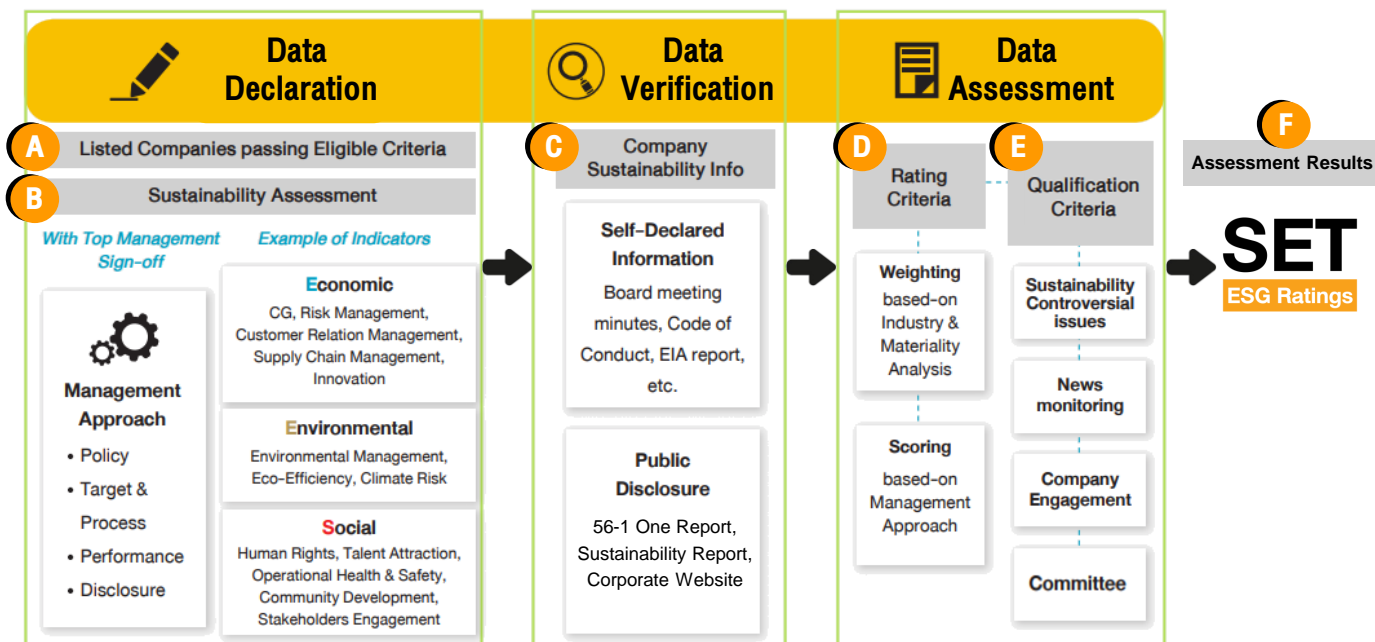 Data
Declaration
Data
Verification
Data
Assessment
A
Listed Companies passing Eligible Criteria
B
Sustainability Assessment
With Top Management
Sign-off
Management
Approach
• Policy
• Target &
Process
• Performance
• Disclosure
Example of Indicators
Economic
CG, Risk Management,
Customer Relation Management,
Supply Chain Management,
Innovation
Environmental
Environmental Management,
Eco-Efficiency, Climate Risk
Social
Human Rights, Talent Attraction,
Operational Health & Safety,
Community Development,
Stakeholders Engagement
C
Company
Sustainability Info
Self-Declared
Information
Board meeting
minutes, Code of
Conduct, EIA report,
etc.
Public
Disclosure
56-1 One Report,
Sustainability Report,
Corporate Website
D
Rating
Criteria
Weighting
based-on
Industry &
Materiality
Analysis
Scoring
based-on
Management
Approach
E
Qualification
Criteria
Sustainability
Controversial
issues
News
monitoring
Company
Engagement
Committee
F
Assessment Results
SET
ESG Ratings